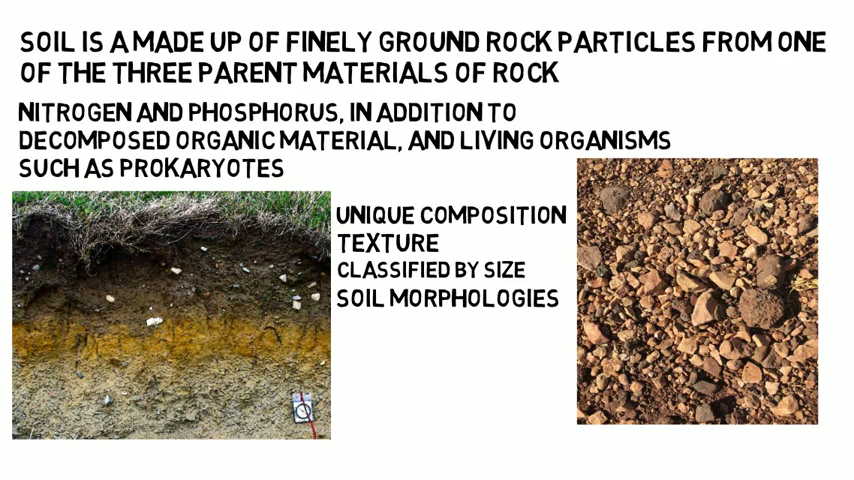 SOIL IS A MADE UP OF FINELY GROUND ROCK PARTICLES FROM ONE
OF THE THREE PARENT MATERIALS OF ROCK
NITROGEN AND PHOSPHORUS, IN ADDITION TO
DECOMPOSED ORGANIC MATERIAL, AND LIVING ORGANISMS
SUCH AS PROKARYOTES
UNIQUE COMPOSITION
TEXTURE
CLASSIFIED BY SIZE
SOIL MORPHOLOGIES